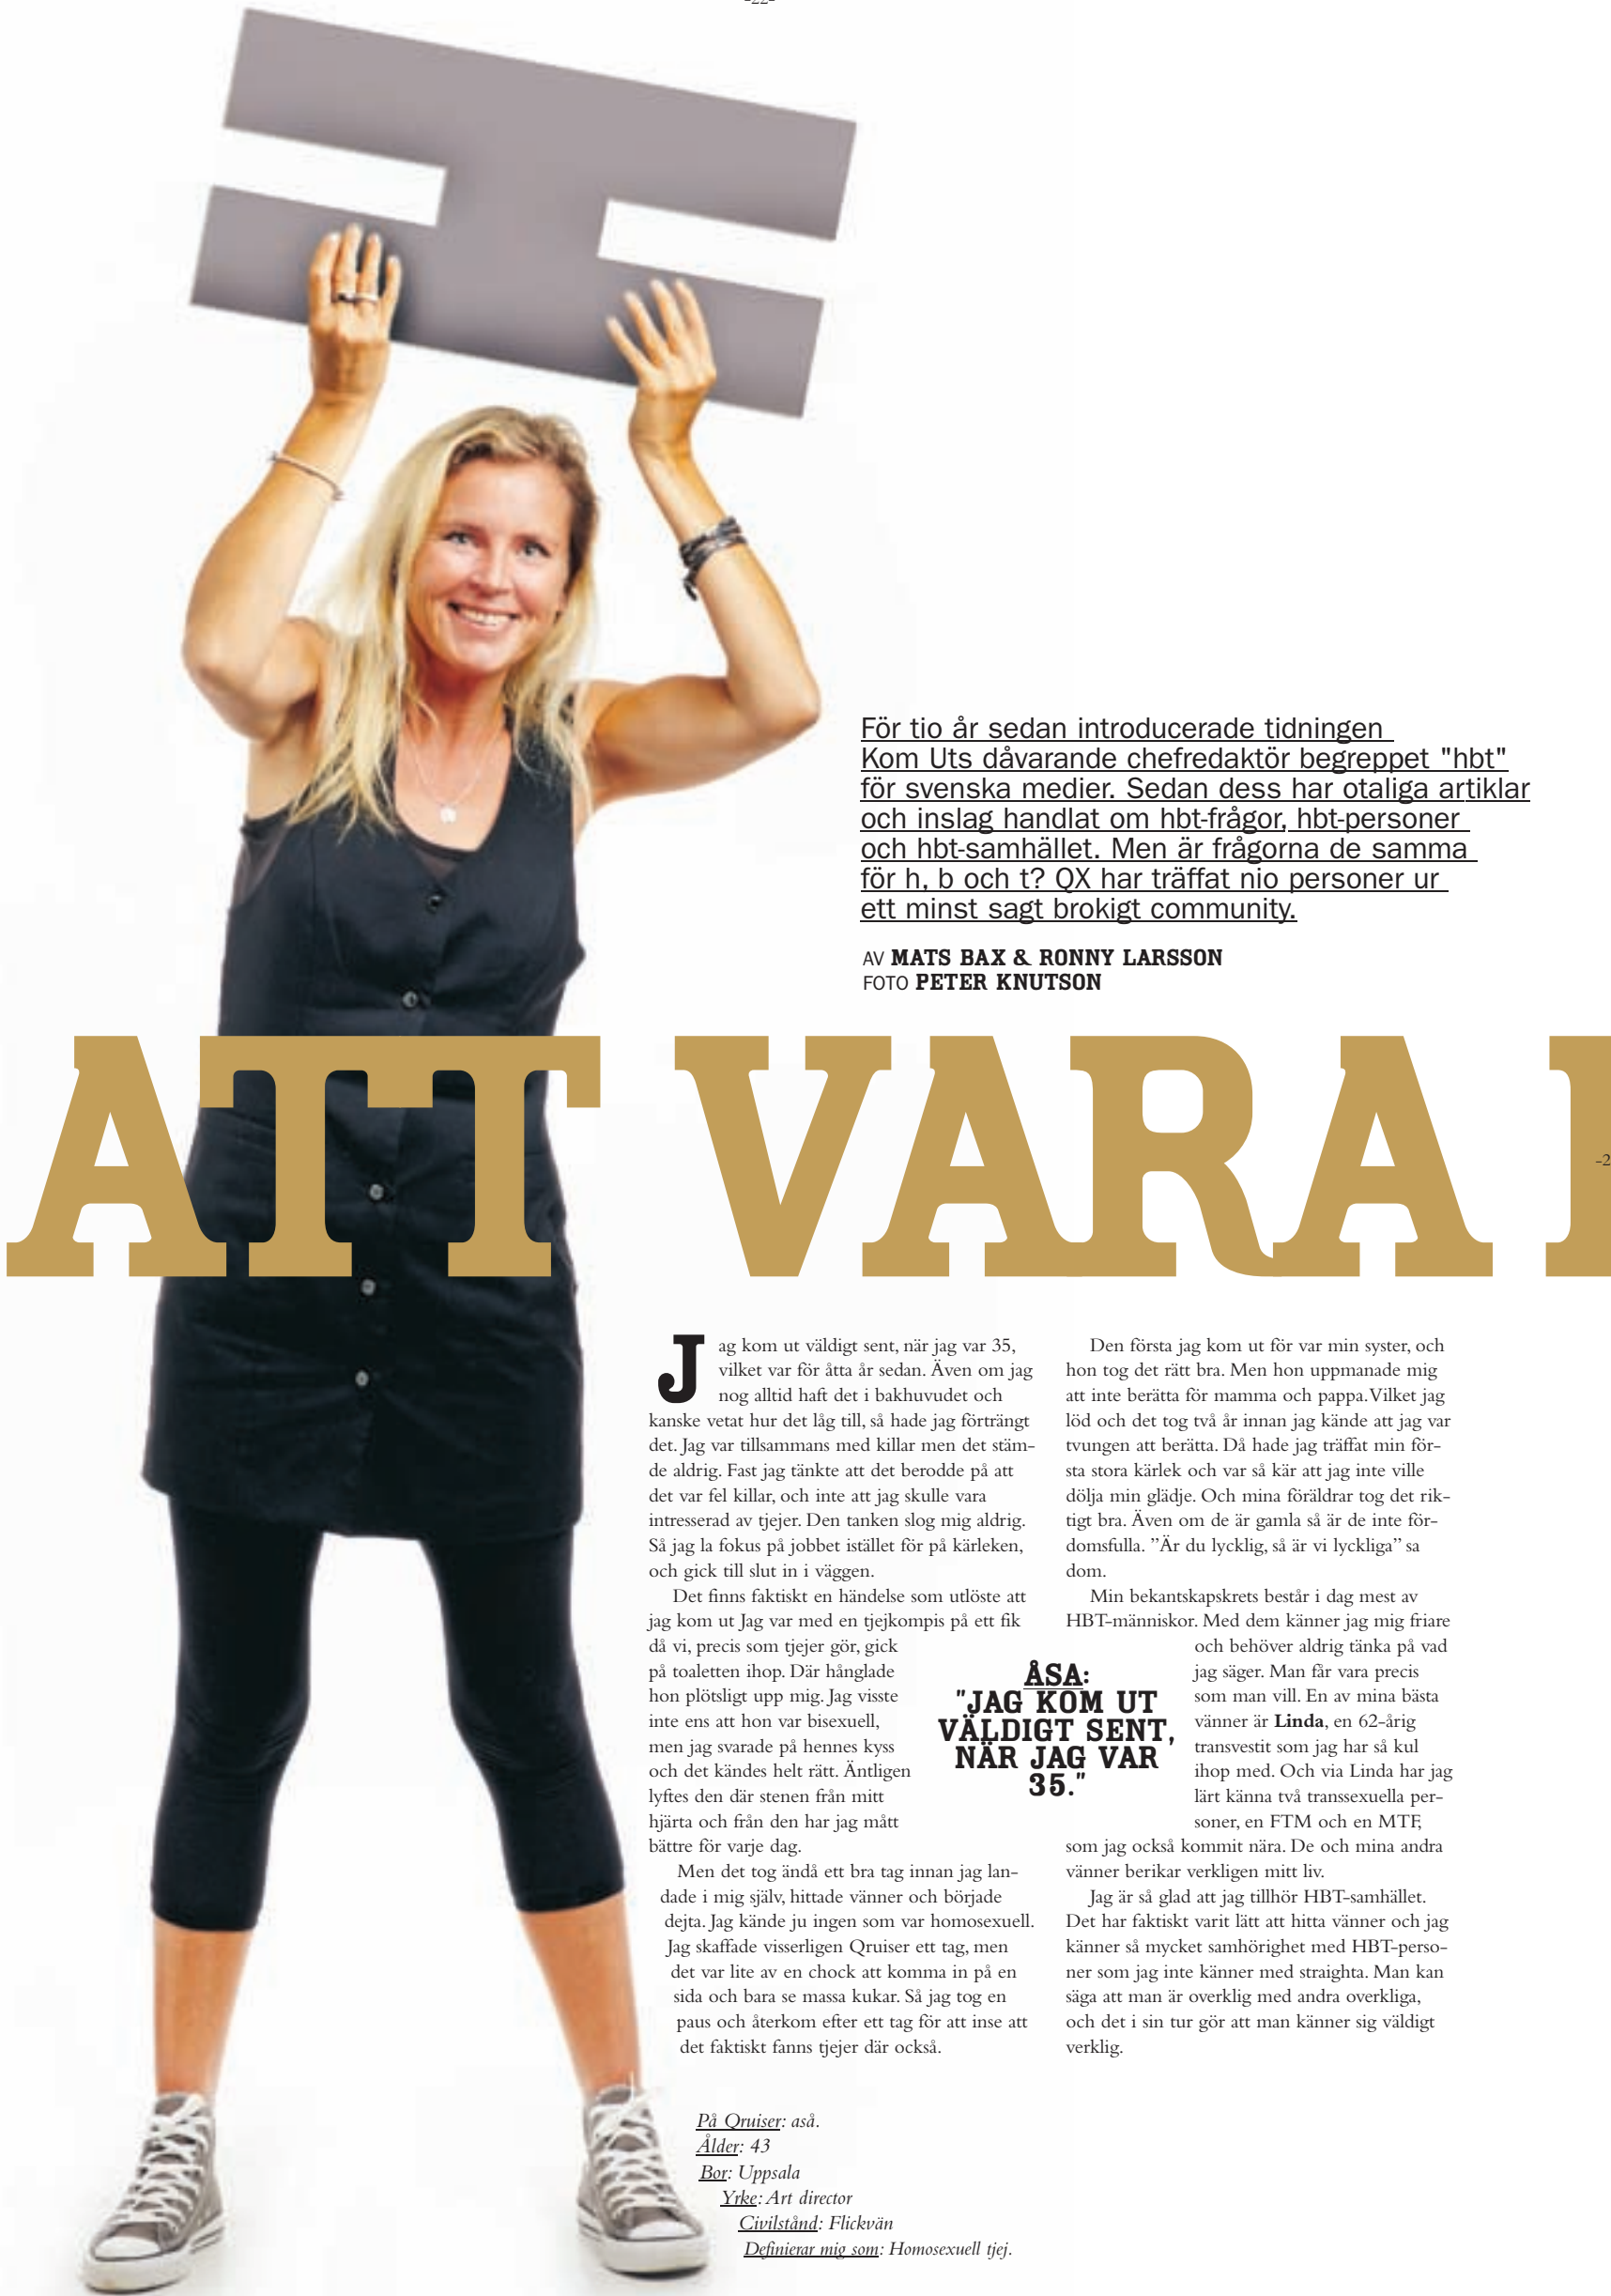 -22-
För tio år sedan introducerade tidningen
Kom Uts dåvarande chefredaktör begreppet "hbt"
för svenska medier. Sedan dess har otaliga artiklar
och inslag handlat om hbt-frågor, hbt-personer
och hbt-samhället. Men är frågorna de samma
för h, b och t? QX har träffat nio personer ur
ett minst sagt brokigt community.
AV MATS BAX & RONNY LARSSON
FOTO PETER KNUTSON
ATT VARA
-2
Jag kom ut väldigt sent, när jag var 35,
vilket var för åtta år sedan. Även om jag
nog alltid haft det i bakhuvudet och
kanske vetat hur det låg till, så hade jag förträngt
det. Jag var tillsammans med killar men det stäm-
de aldrig. Fast jag tänkte att det berodde på att
det var fel killar, och inte att jag skulle vara
intresserad av tjejer. Den tanken slog mig aldrig.
Så jag la fokus på jobbet istället för på kärleken,
och gick till slut in i väggen.
Det finns faktiskt en händelse som utlöste att
jag kom ut Jag var med en tjejkompis på ett fik
då vi, precis som tjejer gör, gick
på toaletten ihop. Där hånglade
hon plötsligt upp mig. Jag visste
inte ens att hon var bisexuell,
men jag svarade på hennes kyss
och det kändes helt rätt. Äntligen
lyftes den där stenen från mitt
hjärta och från den har jag mått
bättre för varje dag.
Men det tog ändå ett bra tag innan jag lan-
dade i mig själv, hittade vänner och började
dejta. Jag kände ju ingen som var homosexuell.
Jag skaffade visserligen Qruiser ett tag, men
det var lite av en chock att komma in på en
sida och bara se massa kukar. Så jag tog en
paus och återkom efter ett tag för att inse att
det faktiskt fanns tjejer där också.
ÅSA:
"JAG KOM UT
VÄLDIGT SENT,
NÄR JAG VAR
35."
Den första jag kom ut för var min syster, och
hon tog det rätt bra. Men hon uppmanade mig
att inte berätta för mamma och pappa. Vilket jag
löd och det tog två år innan jag kände att jag var
tvungen att berätta. Då hade jag träffat min för-
sta stora kärlek och var så kär att jag inte ville
dölja min glädje. Och mina föräldrar tog det rik-
tigt bra. Även om de är gamla så är de inte för-
domsfulla. ”Är du lycklig, så är vi lyckliga” sa
dom.
Min bekantskapskrets består i dag mest av
HBT-människor. Med dem känner jag mig friare
och behöver aldrig tänka på vad
jag säger. Man får vara precis
som man vill. En av mina bästa
vänner är Linda, en 62-årig
transvestit som jag har så kul
ihop med. Och via Linda har jag
lärt känna två transsexuella per-
soner, en FTM och en MTF,
som jag också kommit nära. De och mina andra
vänner berikar verkligen mitt liv.
Jag är så glad att jag tillhör HBT-samhället.
Det har faktiskt varit lätt att hitta vänner och jag
känner så mycket samhörighet med HBT-perso-
ner som jag inte känner med straighta. Man kan
säga att man är overklig med andra overkliga,
och det i sin tur gör att man känner sig väldigt
verklig.
På Qruiser: aså.
Ålder: 43
Bor: Uppsala
Yrke: Art director
Civilstånd: Flickvän
Definierar mig som: Homosexuell tjej.